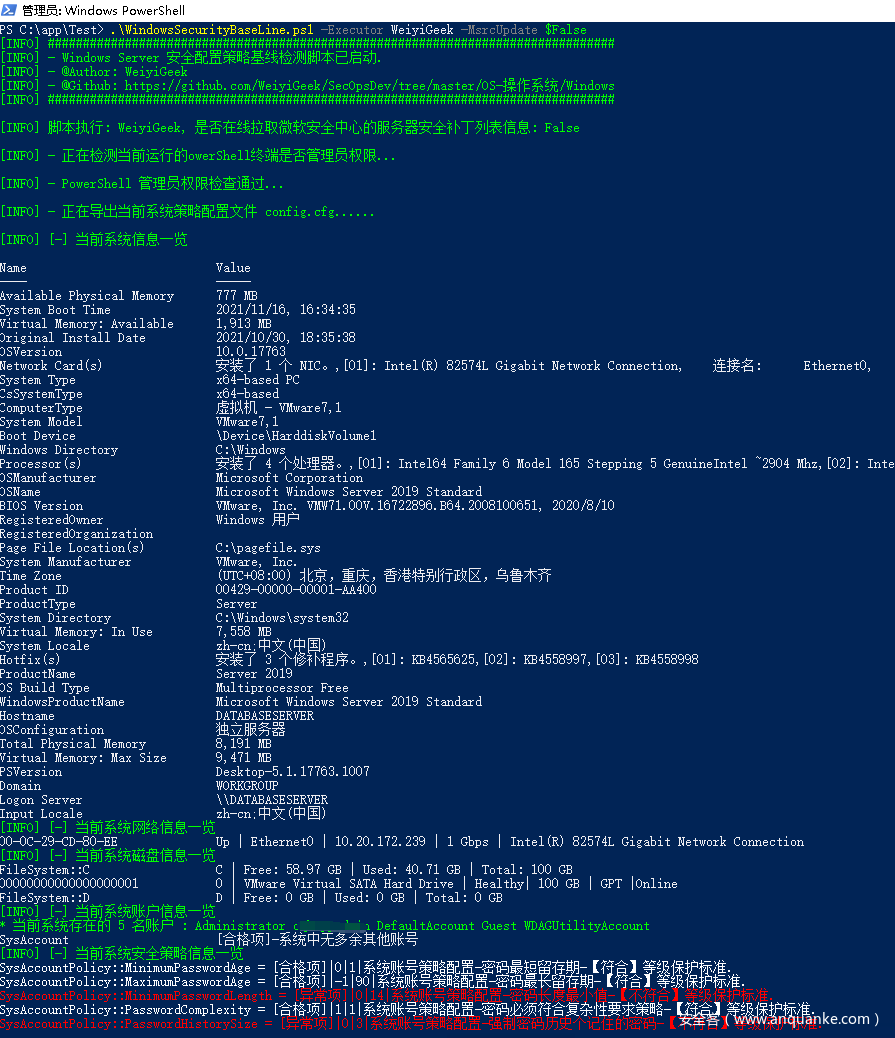 管理员: Windows PowerShell
PS C:\app\Test> .\WindowsSecurityBaseLine.ps1 -Executor WeiyiGeek -MsrcUpdate $False
[INFO] #################################################################################
[INFO] - Windows Server 安全配置策略基线检测脚本已启动.
[INFO] - @Author: WeiyiGeek
[INFO] - @Github: https://github.com/WeiyiGeek/SecOpsDev/tree/master/OS-操作系统/Windows
[INFO] #################################################################################
[INFO] 脚本执行: WeiyiGeek, 是否在线拉取微软安全中心的服务器安全补丁列表信息: False
[INFO] - 正在检测当前运行的owerShell终端是否管理员权限...
[INFO] - PowerShell 管理员权限检查通过...
[INFO] - 正在导出当前系统策略配置文件 config.cfg......
[INFO] [-] 当前系统信息一览
Name Value
---- -----
Available Physical Memory 777 MB
System Boot Time 2021/11/16, 16:34:35
Virtual Memory: Available 1,913 MB
Original Install Date 2021/10/30, 18:35:38
OSVersion 10.0.17763
Network Card(s) 安装了 1 个 NIC。,[01]: Intel(R) 82574L Gigabit Network Connection, 连接名: Ethernet0,
System Type x64-based PC
CsSystemType x64-based
ComputerType 虚拟机 - VMware7,1
System Model VMware7,1
Boot Device \Device\HarddiskVolume1
Windows Directory C:\Windows
Processor(s) 安装了 4 个处理器。,[01]: Intel64 Family 6 Model 165 Stepping 5 GenuineIntel ~2904 Mhz,[02]: Inte
OSManufacturer Microsoft Corporation
OSName Microsoft Windows Server 2019 Standard
BIOS Version VMware, Inc. VMW71.00V.16722896.B64.2008100651, 2020/8/10
RegisteredOwner Windows 用户
RegisteredOrganization
Page File Location(s) C:\pagefile.sys
System Manufacturer VMware, Inc.
Time Zone (UTC+08:00) 北京，重庆，香港特别行政区，乌鲁木齐
Product ID 00429-00000-00001-AA400
ProductType Server
System Directory C:\Windows\system32
Virtual Memory: In Use 7,558 MB
System Locale zh-cn;中文(中国)
Hotfix(s) 安装了 3 个修补程序。,[01]: KB4565625,[02]: KB4558997,[03]: KB4558998
ProductName Server 2019
OS Build Type Multiprocessor Free
WindowsProductName Microsoft Windows Server 2019 Standard
Hostname DATABASESERVER
OSConfiguration 独立服务器
Total Physical Memory 8,191 MB
Virtual Memory: Max Size 9,471 MB
PSVersion Desktop-5.1.17763.1007
Domain WORKGROUP
Logon Server \\DATABASESERVER
Input Locale zh-cn;中文(中国)
[INFO] [-] 当前系统网络信息一览
00-0C-29-CD-80-EE Up | Ethernet0 | 10.20.172.239 | 1 Gbps | Intel(R) 82574L Gigabit Network Connection
[INFO] [-] 当前系统磁盘信息一览
FileSystem::C C | Free: 58.97 GB | Used: 40.71 GB | Total: 100 GB
00000000000000000001 0 | VMware Virtual SATA Hard Drive | Healthy| 100 GB | GPT |Online
FileSystem::D D | Free: 0 GB | Used: 0 GB | Total: 0 GB
[INFO] [-] 当前系统账户信息一览
* 当前系统存在的 5 名账户 : Administrator DefaultAccount Guest WDAGUtilityAccount
SysAccount [合格项]-系统中无多余其他账号
[INFO] [-] 当前系统安全策略信息一览
SysAccountPolicy::MinimumPasswordAge = [合格项]|0|1|系统账号策略配置-密码最短留存期-【符合】等级保护标准.
SysAccountPolicy::MaximumPasswordAge = [合格项]|-1|90|系统账号策略配置-密码最长留存期-【符合】等级保护标准.
SysAccountPolicy::MinimumPasswordLength = [异常项]|0|14|系统账号策略配置-密码长度最小值-【不符合】等级保护标准.
SysAccountPolicy::PasswordComplexity = [合格项]|1|1|系统账号策略配置-密码必须符合复杂性要求策略-【符合】等级保护标准.
SysAccountPolicy::PasswordHistorySize = [异常项]|0|3|系统账号策略配置-强制密码历史个记住的密码-【不符合】等级保护标准.
安全客 ( www.anquanke.com )